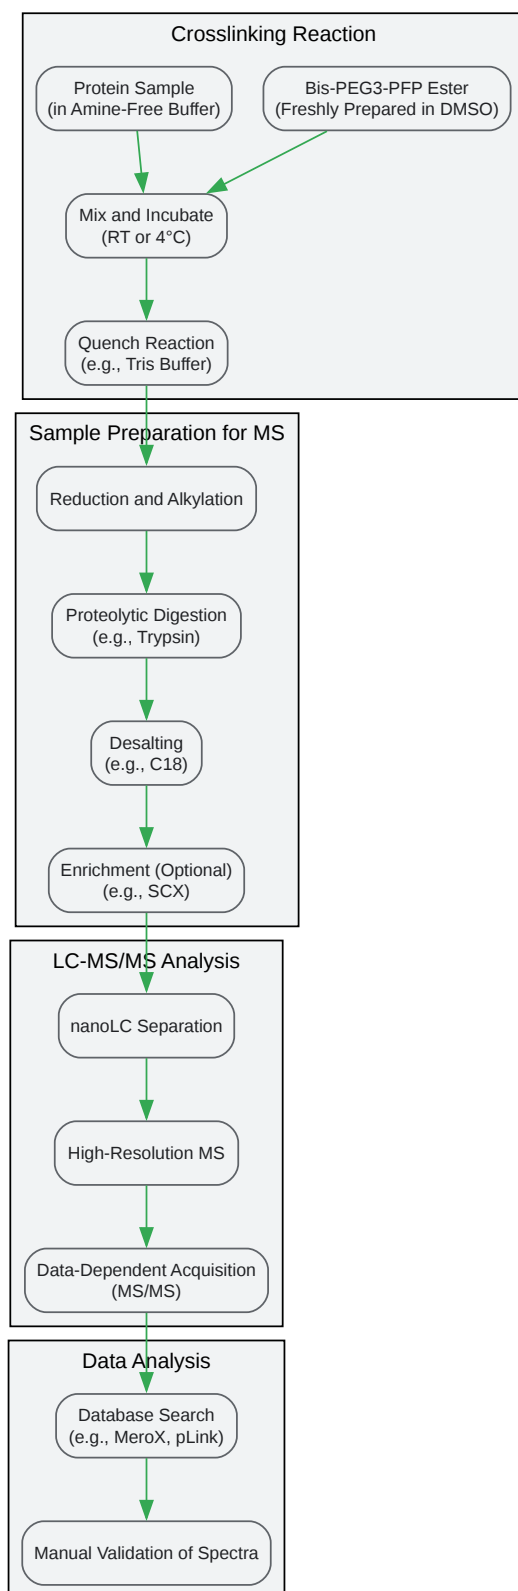 Crosslinking Reaction
Protein Sample
(in Amine-Free Buffer)
Bis-PEG3-PFP Ester
(Freshly Prepared in DMSO)
Mix and Incubate
(RT or 4°C)
Quench Reaction
(e.g., Tris Buffer)
Sample Preparation for MS
Reduction and Alkylation
Proteolytic Digestion
(e.g., Trypsin)
Desalting
(e.g., C18)
Enrichment (Optional)
(e.g., SCX)
LC-MS/MS Analysis
nanoLC Separation
High-Resolution MS
Data-Dependent Acquisition
(MS/MS)
Data Analysis
Database Search
(e.g., MeroX, pLink)
Manual Validation of Spectra